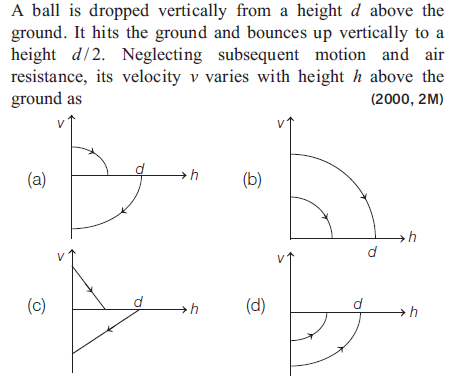 A ball is dropped vertically from a height d above the
ground. It hits the ground and bounces up vertically to a
height d/2. Neglecting subsequent motion and air
resistance, its velocity v varies with height h above the
ground as (2000, 2M)
(a) v d h
(b) v d h
(c) v d h
(d) v d h